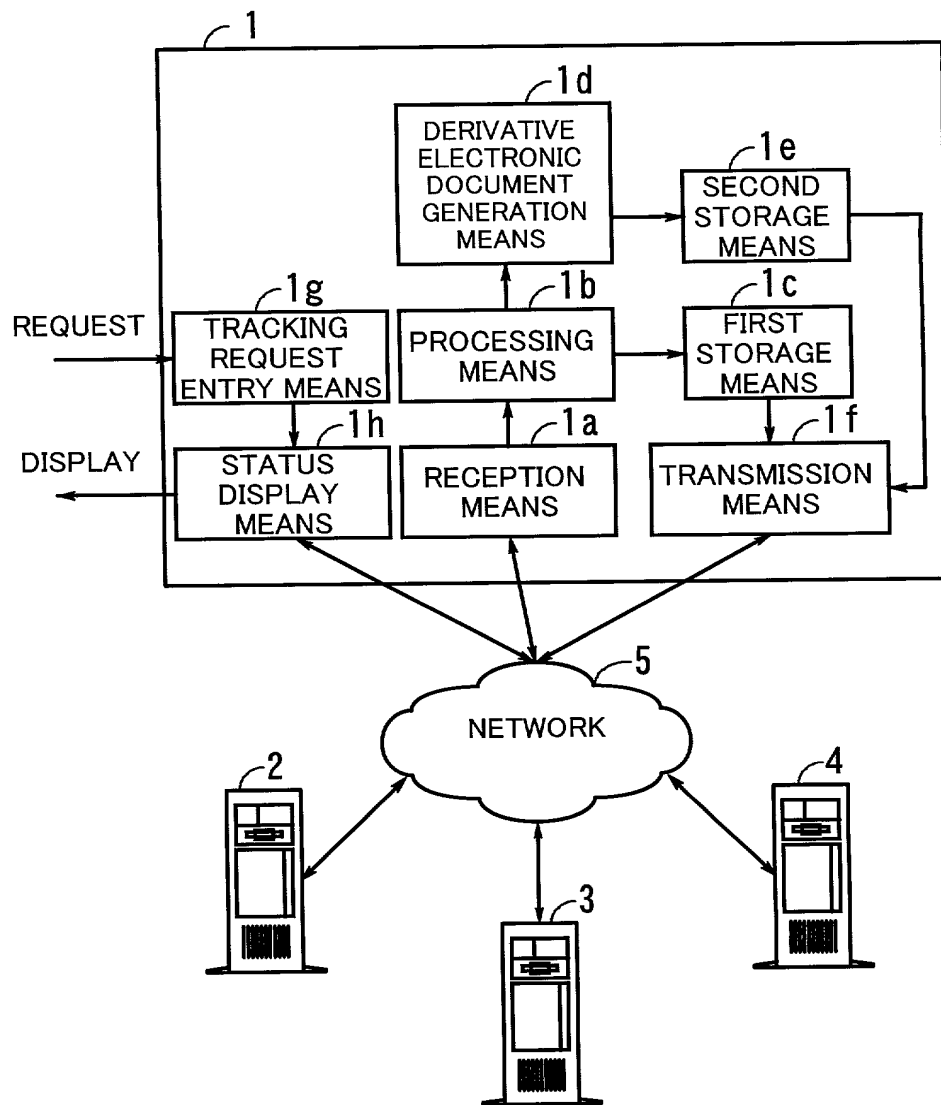 1
1d
DERIVATIVE
ELECTRONIC
DOCUMENT
GENERATION
MEANS
1e
SECOND
STORAGE
MEANS
1g
REQUEST
TRACKING
REQUEST
ENTRY MEANS
1b
PROCESSING
MEANS
1c
FIRST
STORAGE
MEANS
1h
DISPLAY
STATUS
DISPLAY
MEANS
1a
RECEPTION
MEANS
1f
TRANSMISSION
MEANS
5
NETWORK
2
4
3